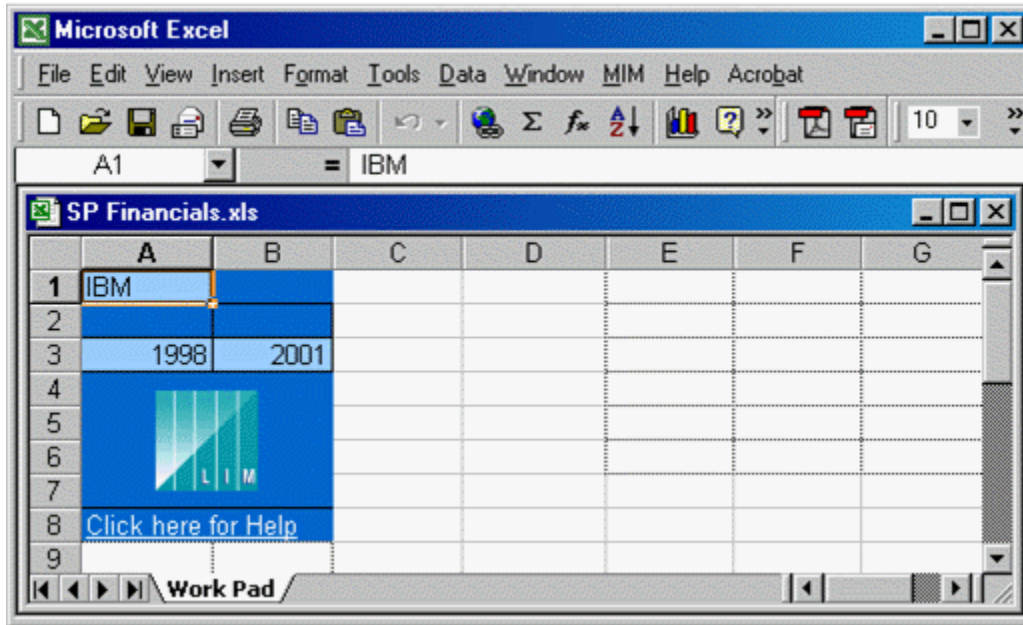 Microsoft Excel
File Edit View Insert Format Tools Data Window MIM Help Acrobat
Σ fx A Z ? » 10 »
A1 = IBM
SP Financials.xls
A B C D E F G
1 IBM
2
3 1998 2001
4
5
6
L I M
7
8 Click here for Help
9
Work Pad